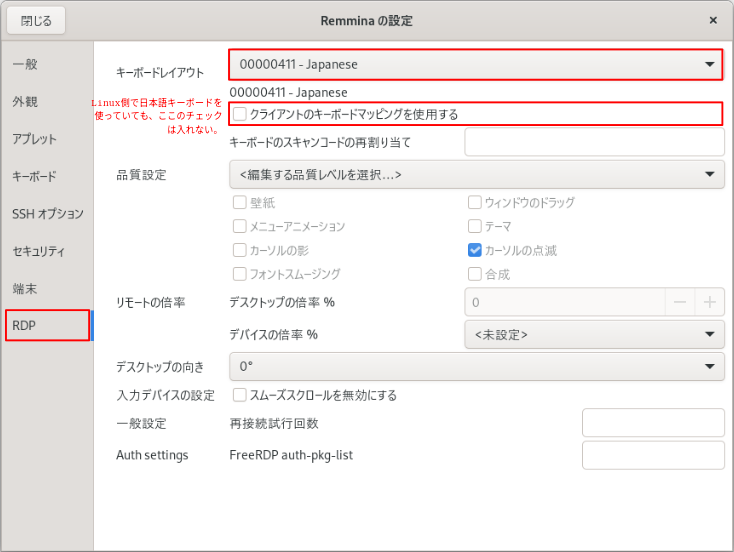 閉じる
Remmina の設定
×
一般
外観
アプレット
キーボード
SSH オプション
セキュリティ
端末
RDP
キーボードレイアウト
00000411 - Japanese
00000411 - Japanese
Linux側で日本語キーボードを
使っていても、ここのチェック
は入れない。
クライアントのキーボードマッピングを使用する
キーボードのスキャンコードの再割り当て
品質設定
<編集する品質レベルを選択...>
壁紙
ウィンドウのドラッグ
メニューアニメーション
テーマ
カーソルの影
カーソルの点滅
フォントスムージング
合成
リモートの倍率
デスクトップの倍率 %
0
デバイスの倍率 %
<未設定>
デスクトップの向き
0°
入力デバイスの設定
スムーズスクロールを無効にする
一般設定
再接続試行回数
Auth settings
FreeRDP auth-pkg-list